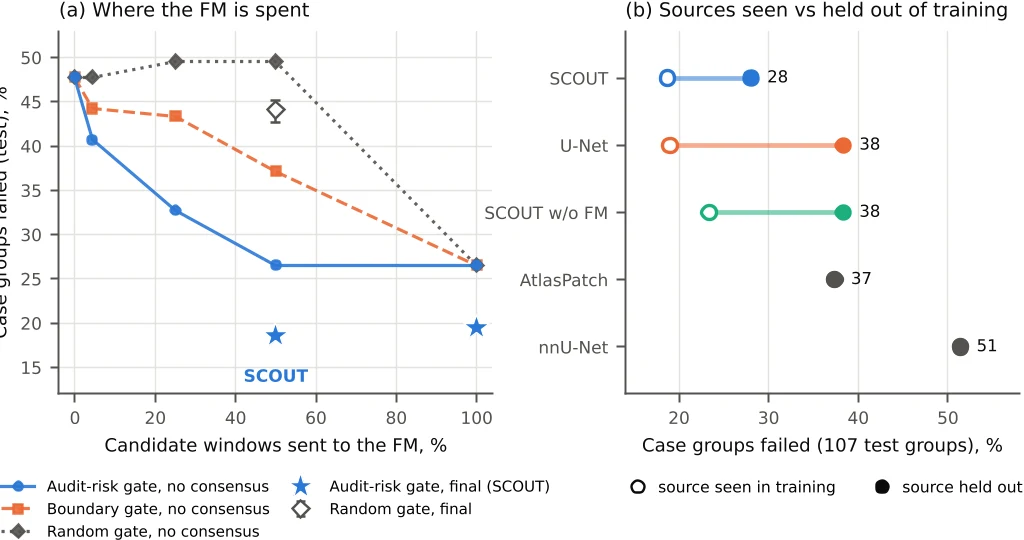 (a) Where the FM is spent
Case groups failed (test), %
50
45
40
35
30
25
20
15
SCOUT
0
20
40
60
80
100
Candidate windows sent to the FM, %
Audit-risk gate, no consensus
Boundary gate, no consensus
Random gate, no consensus
Audit-risk gate, final (SCOUT)
Random gate, final
(b) Sources seen vs held out of training
SCOUT
28
U-Net
38
SCOUT w/o FM
38
AtlasPatch
37
nnU-Net
51
20
30
40
50
Case groups failed (107 test groups), %
source seen in training
source held out